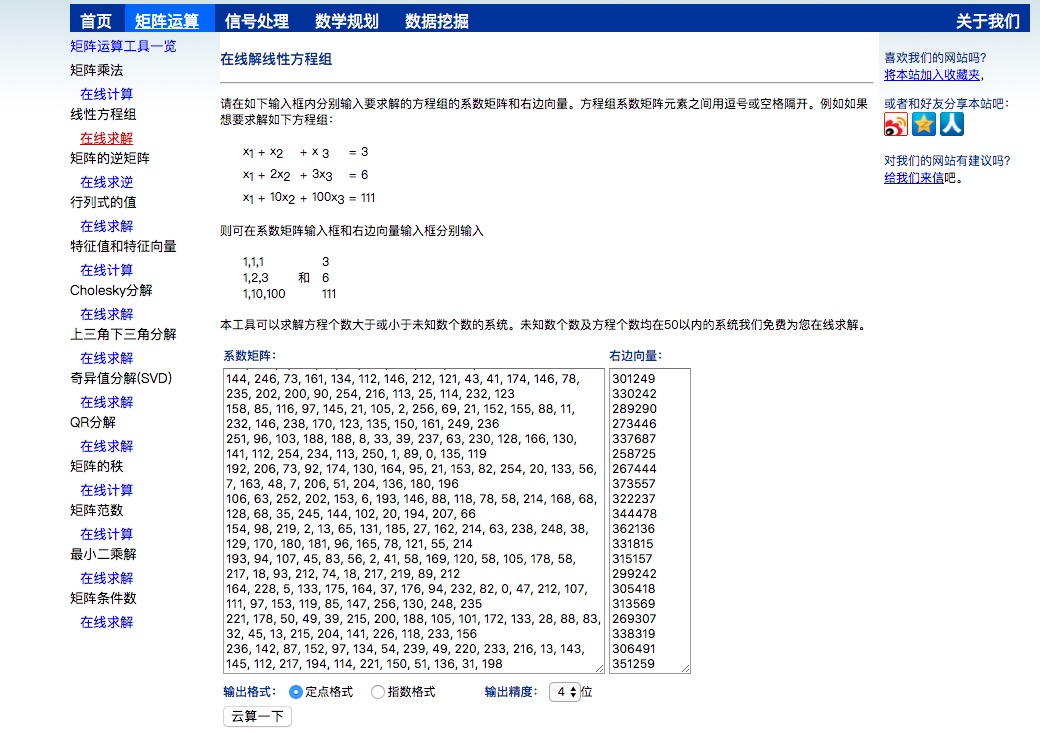 首页 矩阵运算 信号处理 数学规划 数据挖掘 关于我们
矩阵运算工具一览
矩阵乘法
在线计算
线性方程组
在线求解
矩阵的逆矩阵
在线求逆
行列式的值
在线求解
特征值和特征向量
在线计算
Cholesky分解
在线求解
上三角下三角分解
在线求解
奇异值分解(SVD)
在线求解
QR分解
在线求解
矩阵的秩
在线计算
矩阵范数
在线计算
最小二乘解
在线求解
矩阵条件数
在线求解
在线解线性方程组
请在如下输入框内分别输入要求解的方程组的系数矩阵和右边向量。方程组系数矩阵元素之间用逗号或空格隔开。例如如果
想要求解如下方程组：
x1 + x2 + x 3 = 3
x1 + 2x2 + 3x3 = 6
x1 + 10x2 + 100x3 = 111
则可在系数矩阵输入框和右边向量输入框分别输入
1,1,1 3
1,2,3 和 6
1,10,100 111
本工具可以求解方程个数大于或小于未知数个数的系统。未知数个数及方程个数均在50以内的系统我们免费为您在线求解。
系数矩阵：
144, 246, 73, 161, 134, 112, 146, 212, 121, 43, 41, 174, 146, 78,
235, 202, 200, 90, 254, 216, 113, 25, 114, 232, 123
158, 85, 116, 97, 145, 21, 105, 2, 256, 69, 21, 152, 155, 88, 11,
232, 146, 238, 170, 123, 135, 150, 161, 249, 236
251, 96, 103, 188, 188, 8, 33, 39, 237, 63, 230, 128, 166, 130,
141, 112, 254, 234, 113, 250, 1, 89, 0, 135, 119
192, 206, 73, 92, 174, 130, 164, 95, 21, 153, 82, 254, 20, 133, 56,
7, 163, 48, 7, 206, 51, 204, 136, 180, 196
106, 63, 252, 202, 153, 6, 193, 146, 88, 118, 78, 58, 214, 168, 68,
128, 68, 35, 245, 144, 102, 20, 194, 207, 66
154, 98, 219, 2, 13, 65, 131, 185, 27, 162, 214, 63, 238, 248, 38,
129, 170, 180, 181, 96, 165, 78, 121, 55, 214
193, 94, 107, 45, 83, 56, 2, 41, 58, 169, 120, 58, 105, 178, 58,
217, 18, 93, 212, 74, 18, 217, 219, 89, 212
164, 228, 5, 133, 175, 164, 37, 176, 94, 232, 82, 0, 47, 212, 107,
111, 97, 153, 119, 85, 147, 256, 130, 248, 235
221, 178, 50, 49, 39, 215, 200, 188, 105, 101, 172, 133, 28, 88, 83,
32, 45, 13, 215, 204, 141, 226, 118, 233, 156
236, 142, 87, 152, 97, 134, 54, 239, 49, 220, 233, 216, 13, 143,
145, 112, 217, 194, 114, 221, 150, 51, 136, 31, 198
右边向量：
301249
330242
289290
273446
337687
258725
267444
373557
322237
344478
362136
331815
315157
299242
305418
313569
269307
338319
306491
351259
输出格式： 定点格式 指数格式 输出精度： 4 位
云算一下
喜欢我们的网站吗？
将本站加入收藏夹，
或者和好友分享本站吧：
对我们的网站有建议吗？
给我们来信吧。